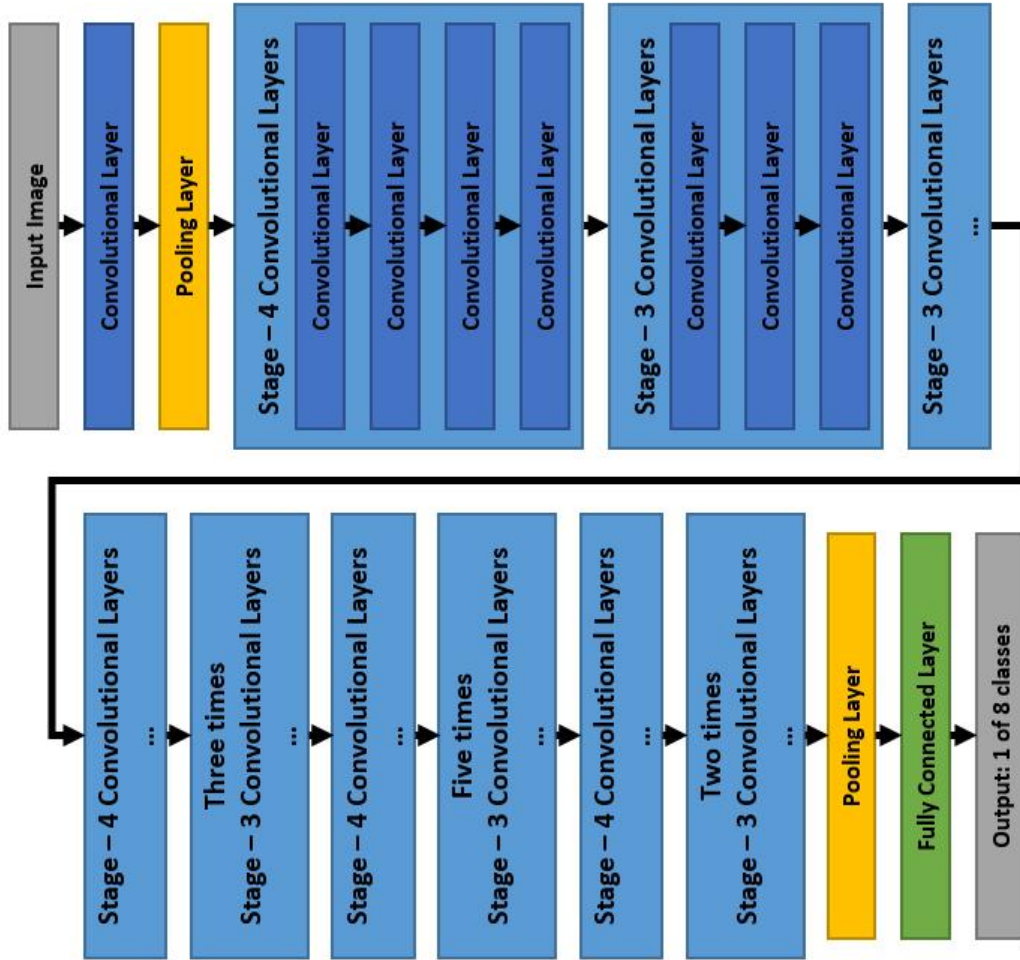 Input Image
Convolutional Layer
Pooling Layer
Stage – 4 Convolutional Layers
Convolutional Layer
Convolutional Layer
Convolutional Layer
Convolutional Layer
Stage – 3 Convolutional Layers
Convolutional Layer
Convolutional Layer
Convolutional Layer
Stage – 3 Convolutional Layers
...
Stage – 4 Convolutional Layers
...
Three times
Stage – 3 Convolutional Layers
...
Stage – 4 Convolutional Layers
...
Five times
Stage – 3 Convolutional Layers
...
Stage – 4 Convolutional Layers
...
Two times
Stage – 3 Convolutional Layers
...
Pooling Layer
Fully Connected Layer
Output: 1 of 8 classes